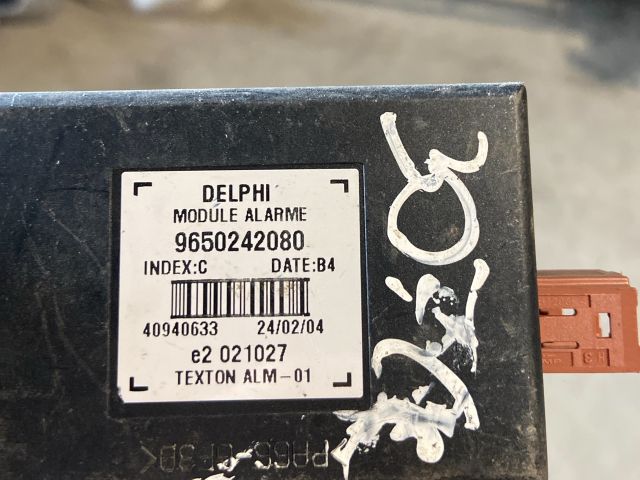 DELPHI
MODULE ALARME
9650242080
INDEX:C DATE:B4
40940633 24/02/04
e2 021027
TEXTON ALM-01